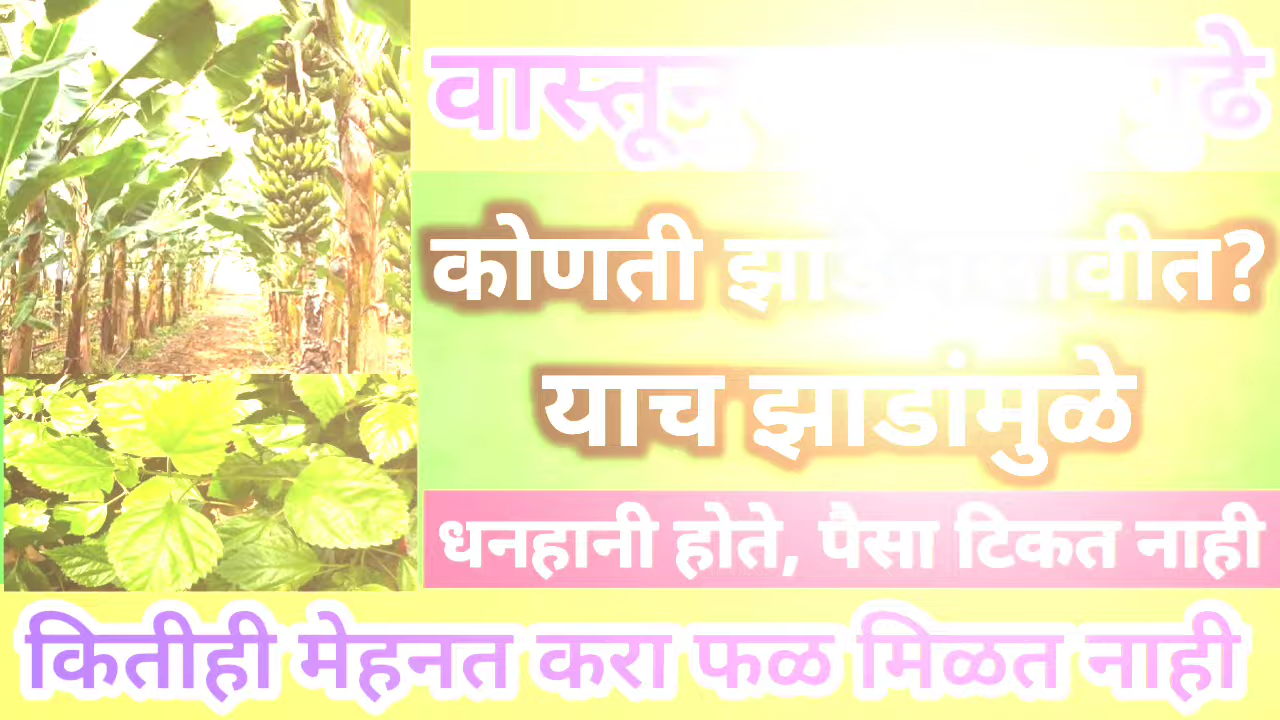 कोणती झाडे
याच झाडांमुळे
धनहानी होते, पैसा टिकत नाही
कितीही मेहनत करा फळ मिळत नाही